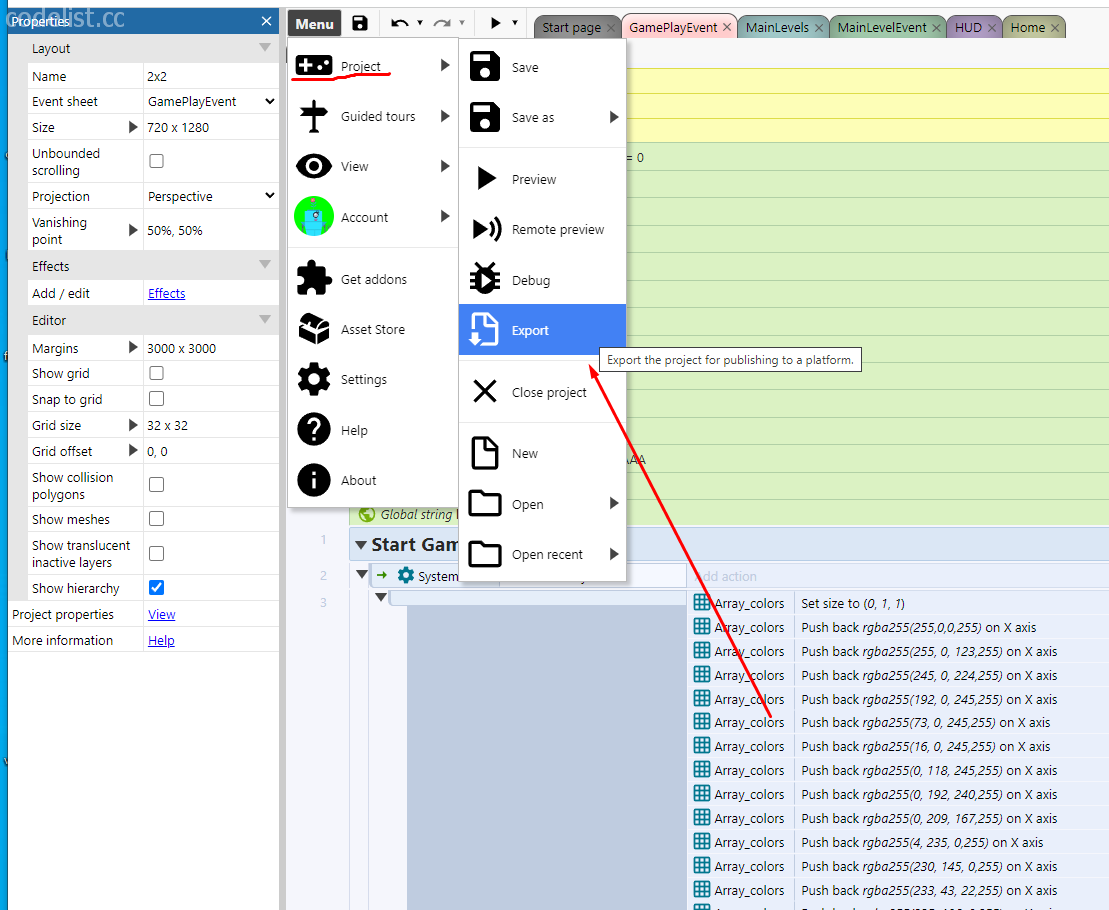 codelist.cc
Properties
Layout
Name 2x2
Event sheet GamePlayEvent
Size 720 x 1280
Unbounded
scrolling
Projection Perspective
Vanishing
point 50%, 50%
Effects
Add / edit Effects
Editor
Margins 3000 x 3000
Show grid
Snap to grid
Grid size 32 x 32
Grid offset 0, 0
Show collision
polygons
Show meshes
Show translucent
inactive layers
Show hierarchy
Project properties View
More information Help
Menu
Start page GamePlayEvent MainLevels MainLevelEvent HUD Home
Project
Guided tours
View
Account
Get addons
Asset Store
Settings
Help
About
Save
Save as
Preview
Remote preview
Debug
Export
Export the project for publishing to a platform.
Close project
New
Open
Open recent
= 0
Global string
1 Start Gam
2 System Add action
3
Array_colors Set size to (0, 1, 1)
Array_colors Push back rgba255(255,0,0,255) on X axis
Array_colors Push back rgba255(255, 0, 123,255) on X axis
Array_colors Push back rgba255(245, 0, 224,255) on X axis
Array_colors Push back rgba255(192, 0, 245,255) on X axis
Array_colors Push back rgba255(73, 0, 245,255) on X axis
Array_colors Push back rgba255(16, 0, 245,255) on X axis
Array_colors Push back rgba255(0, 118, 245,255) on X axis
Array_colors Push back rgba255(0, 192, 240,255) on X axis
Array_colors Push back rgba255(0, 209, 167,255) on X axis
Array_colors Push back rgba255(4, 235, 0,255) on X axis
Array_colors Push back rgba255(230, 145, 0,255) on X axis
Array_colors Push back rgba255(233, 43, 22,255) on X axis